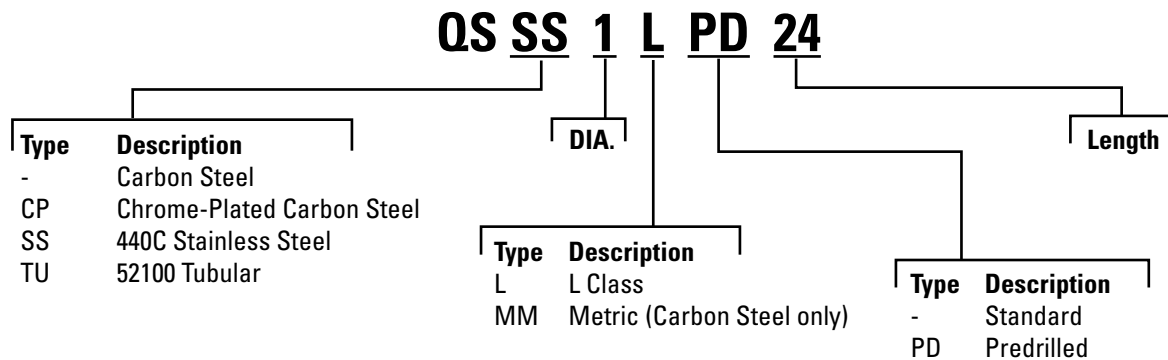 QS SS 1 L PD 24
Type Description
- Carbon Steel
CP Chrome-Plated Carbon Steel
SS 440C Stainless Steel
TU 52100 Tubular
DIA.
Type Description
L L Class
MM Metric (Carbon Steel only)
Length
Type Description
- Standard
PD Predrilled